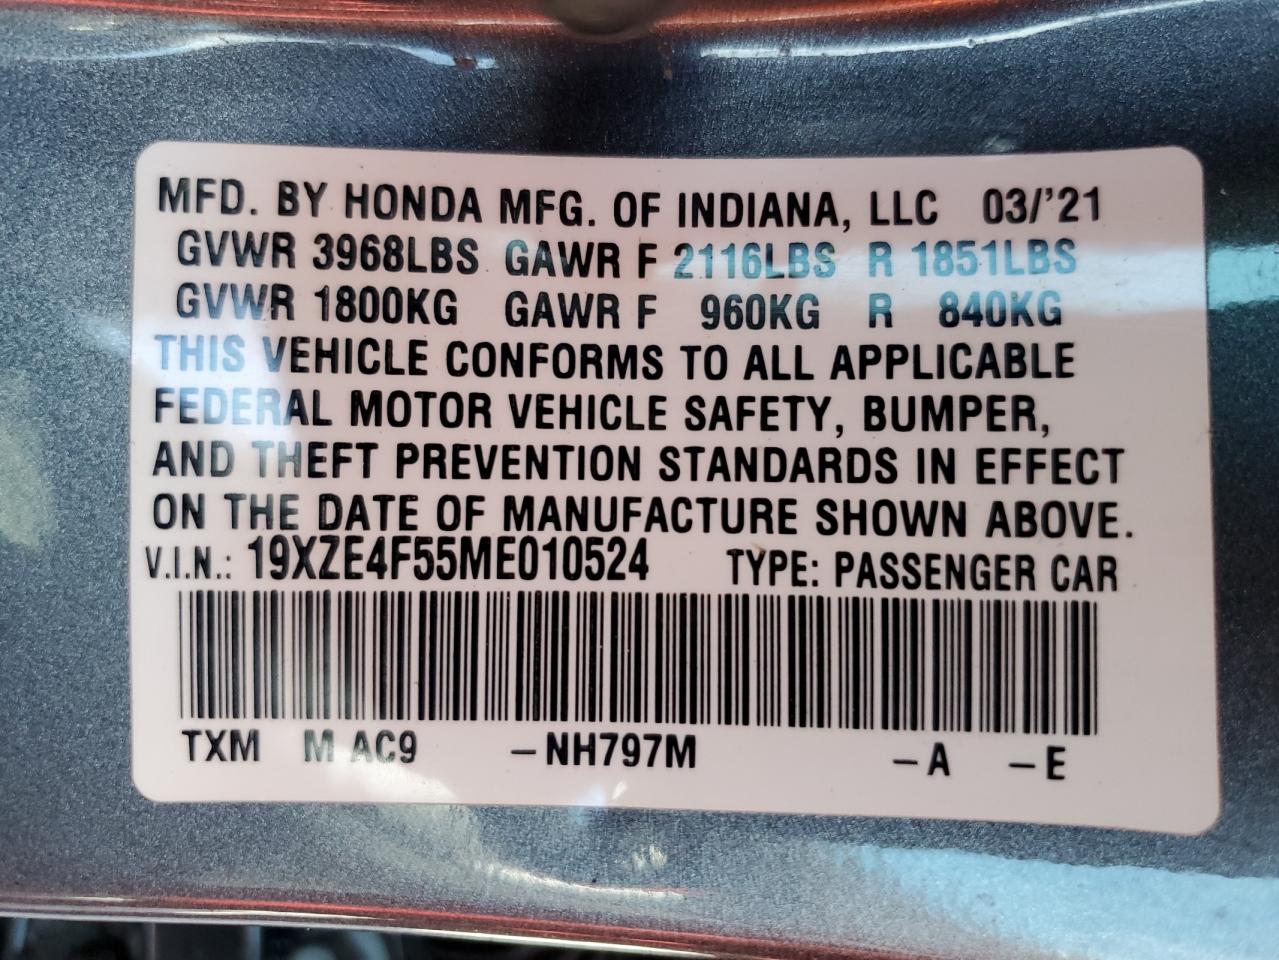 MFD. BY HONDA MFG. OF INDIANA, LLC 03/'21
GVWR 3968LBS GAWR F 2116LBS R 1851LBS
GVWR 1800KG GAWR F 960KG R 840KG
THIS VEHICLE CONFORMS TO ALL APPLICABLE
FEDERAL MOTOR VEHICLE SAFETY, BUMPER,
AND THEFT PREVENTION STANDARDS IN EFFECT
ON THE DATE OF MANUFACTURE SHOWN ABOVE.
V.I.N.: 19XZE4F55ME010524 TYPE: PASSENGER CAR
TXM M AC9 -NH797M -A -E